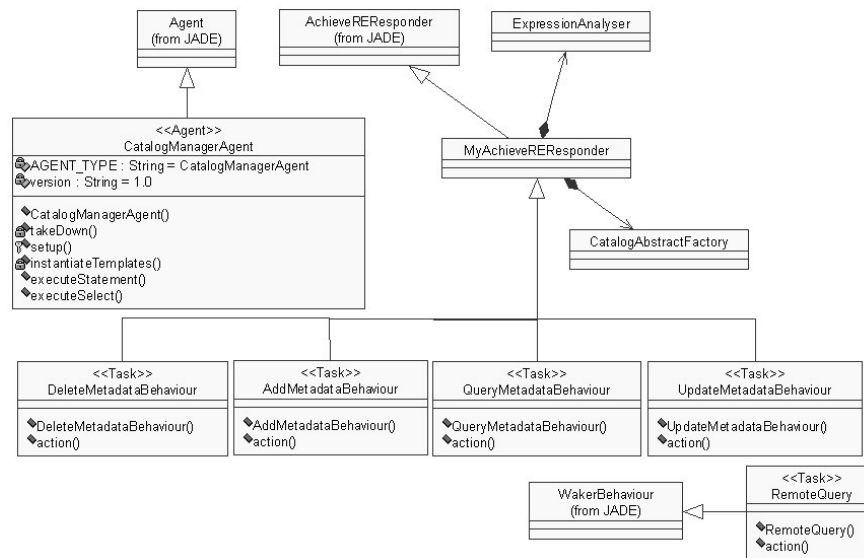 Agent
(from JADE)
AchieveREResponder
(from JADE)
ExpressionAnalyser
<<Agent>>
CatalogManagerAgent
AGENT_TYPE : String = CatalogManagerAgent
version : String = 1.0
CatalogManagerAgent()
takeDown()
setup()
instantiateTemplates()
executeStatement()
executeSelect()
MyAchieveREResponder
CatalogAbstractFactory
<<Task>>
DeleteMetadataBehaviour
DeleteMetadataBehaviour()
action()
<<Task>>
AddMetadataBehaviour
AddMetadataBehaviour()
action()
<<Task>>
QueryMetadataBehaviour
QueryMetadataBehaviour()
action()
<<Task>>
UpdateMetadataBehaviour
UpdateMetadataBehaviour()
action()
WakerBehaviour
(from JADE)
<<Task>>
RemoteQuery
RemoteQuery()
action()